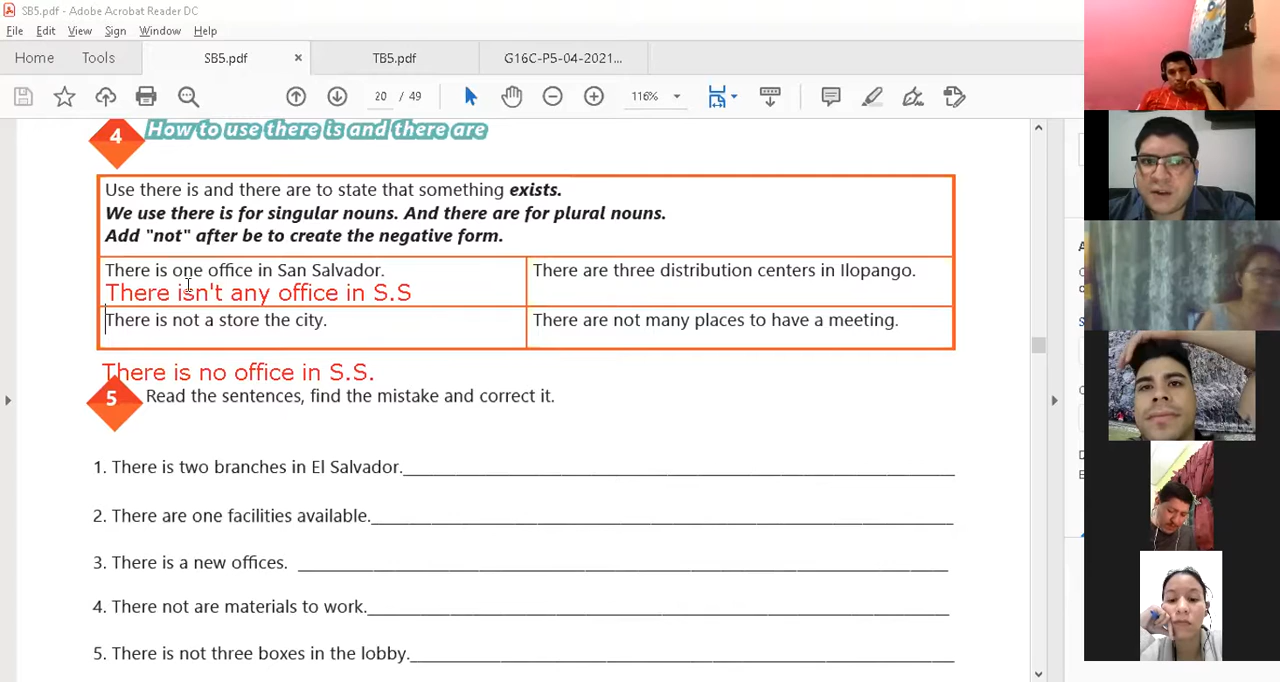 SB5.pdf - Adobe Acrobat Reader DC
File Edit View Sign Window Help
Home Tools SB5.pdf × TB5.pdf G16C-P5-04-2021...
20 / 49 116%
4 How to use there is and there are
Use there is and there are to state that something exists.
We use there is for singular nouns. And there are for plural nouns.
Add "not" after be to create the negative form.
There is one office in San Salvador. There are three distribution centers in Ilopango.
There isn't any office in S.S
There is not a store the city. There are not many places to have a meeting.
There is no office in S.S.
5 Read the sentences, find the mistake and correct it.
1. There is two branches in El Salvador.
2. There are one facilities available.
3. There is a new offices.
4. There not are materials to work.
5. There is not three boxes in the lobby.